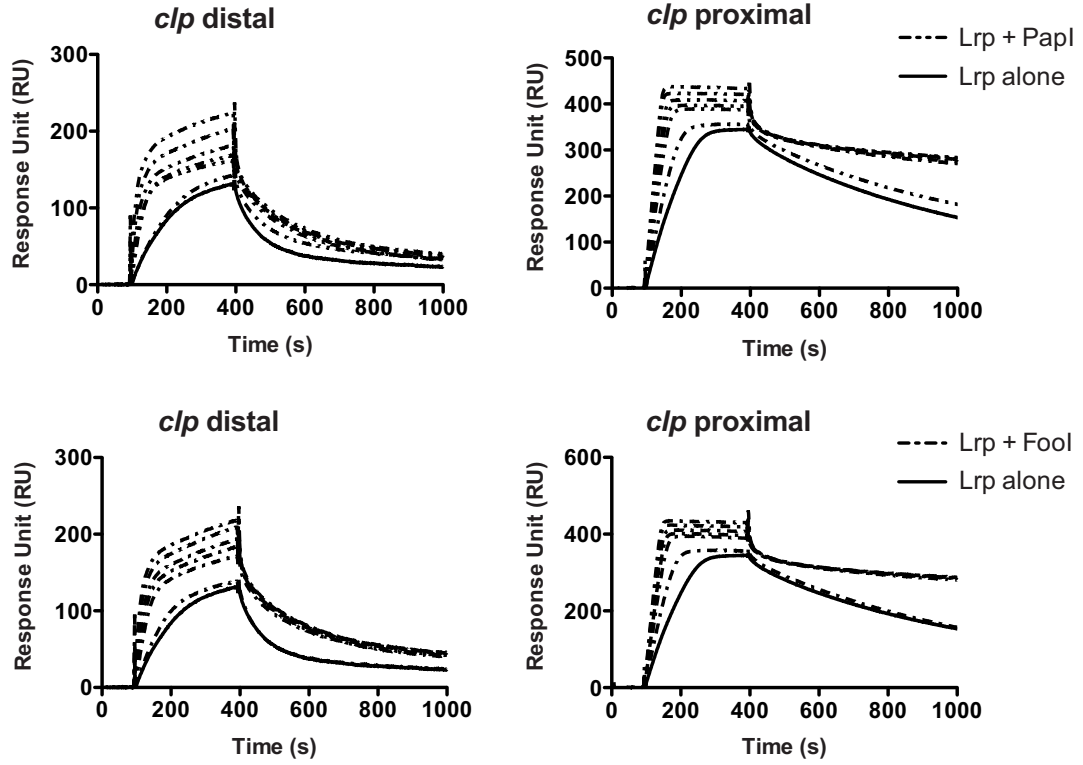 clp distal
300
200
100
0
0 200 400 600 800 1000
Response Unit (RU)
Time (s)
clp proximal
500
400
300
200
100
0
0 200 400 600 800 1000
Response Unit (RU)
Time (s)
Lrp + PapI
Lrp alone
clp distal
300
200
100
0
0 200 400 600 800 1000
Response Unit (RU)
Time (s)
clp proximal
600
400
200
0
0 200 400 600 800 1000
Response Unit (RU)
Time (s)
Lrp + FooI
Lrp alone